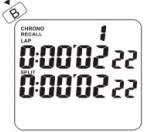 B
CHRONO
RECALL 1
LAP
0:00'02 22
SPLIT
0:00'02 22